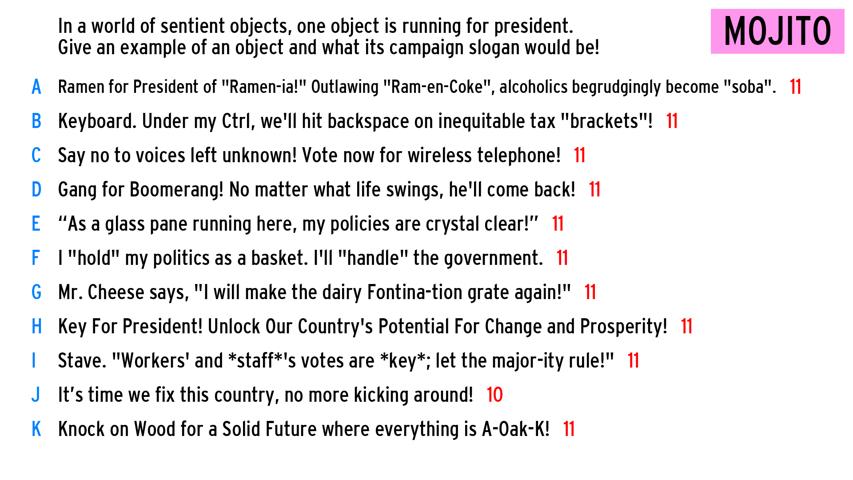 In a world of sentient objects, one object is running for president.
Give an example of an object and what its campaign slogan would be!
MOJITO
A Ramen for President of "Ramen-ia!" Outlawing "Ram-en-Coke", alcoholics begrudgingly become "soba". 11
B Keyboard. Under my Ctrl, we'll hit backspace on inequitable tax "brackets"! 11
C Say no to voices left unknown! Vote now for wireless telephone! 11
D Gang for Boomerang! No matter what life swings, he'll come back! 11
E “As a glass pane running here, my policies are crystal clear!” 11
F I "hold" my politics as a basket. I'll "handle" the government. 11
G Mr. Cheese says, "I will make the dairy Fontina-tion grate again!" 11
H Key For President! Unlock Our Country's Potential For Change and Prosperity! 11
I Stave. "Workers' and *staff*'s votes are *key*; let the major-ity rule!" 11
J It’s time we fix this country, no more kicking around! 10
K Knock on Wood for a Solid Future where everything is A-Oak-K! 11